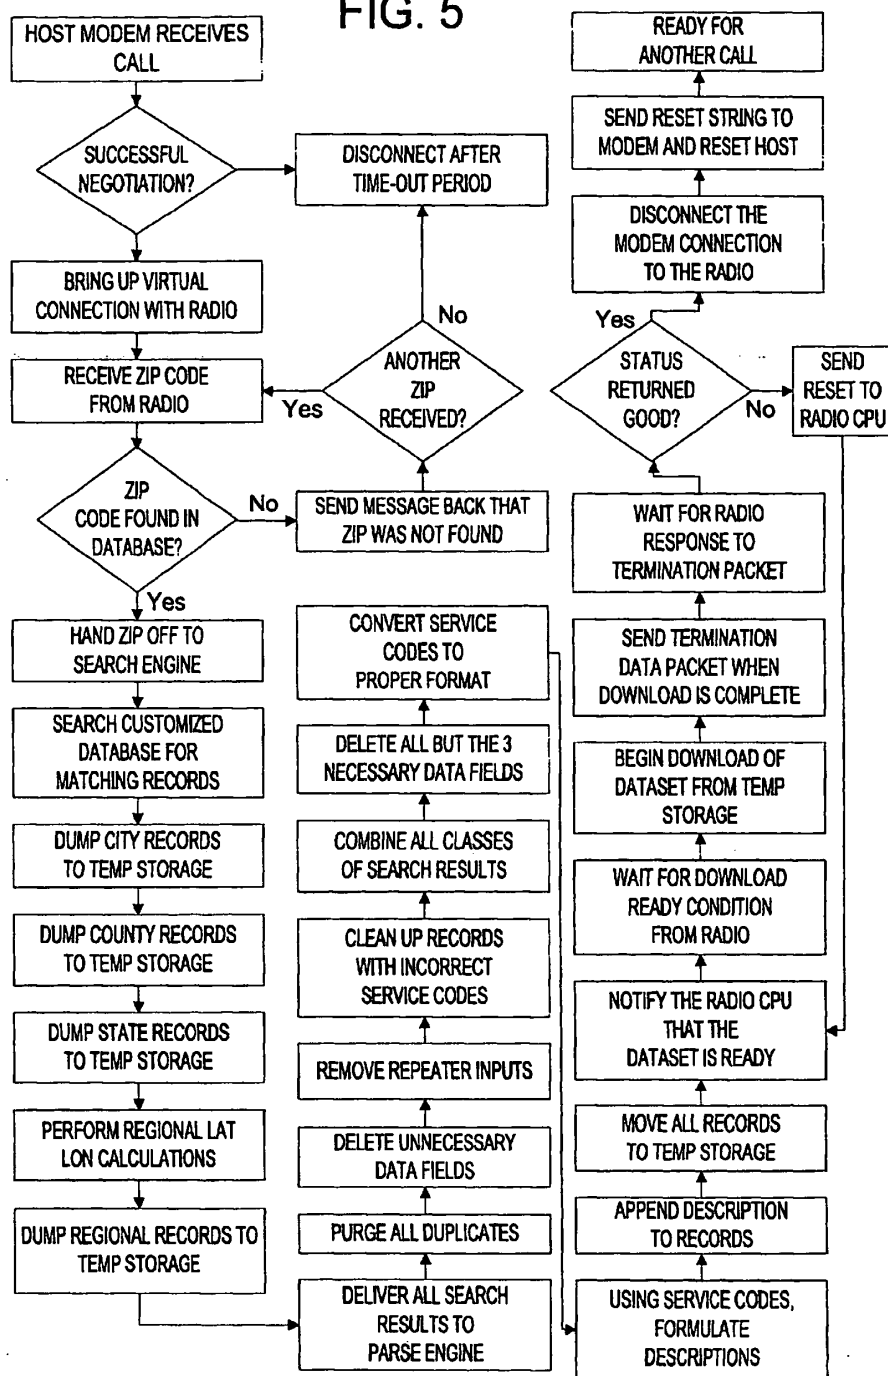 FIG. 5
HOST MODEM RECEIVES
CALL
SUCCESSFUL
NEGOTIATION?
DISCONNECT AFTER
TIME-OUT PERIOD
BRING UP VIRTUAL
CONNECTION WITH RADIO
RECEIVE ZIP CODE
FROM RADIO
No
ANOTHER
ZIP
RECEIVED?
Yes
ZIP
CODE FOUND IN
DATABASE?
No
SEND MESSAGE BACK THAT
ZIP WAS NOT FOUND
Yes
HAND ZIP OFF TO
SEARCH ENGINE
SEARCH CUSTOMIZED
DATABASE FOR
MATCHING RECORDS
DUMP CITY RECORDS
TO TEMP STORAGE
DUMP COUNTY RECORDS
TO TEMP STORAGE
DUMP STATE RECORDS
TO TEMP STORAGE
PERFORM REGIONAL LAT
LON CALCULATIONS
DUMP REGIONAL RECORDS TO
TEMP STORAGE
DELIVER ALL SEARCH
RESULTS TO
PARSE ENGINE
PURGE ALL DUPLICATES
DELETE UNNECESSARY
DATA FIELDS
REMOVE REPEATER INPUTS
CLEAN UP RECORDS
WITH INCORRECT
SERVICE CODES
COMBINE ALL CLASSES
OF SEARCH RESULTS
DELETE ALL BUT THE 3
NECESSARY DATA FIELDS
CONVERT SERVICE
CODES TO
PROPER FORMAT
USING SERVICE CODES,
FORMULATE
DESCRIPTIONS
APPEND DESCRIPTION
TO RECORDS
MOVE ALL RECORDS
TO TEMP STORAGE
NOTIFY THE RADIO CPU
THAT THE
DATASET IS READY
WAIT FOR DOWNLOAD
READY CONDITION
FROM RADIO
BEGIN DOWNLOAD OF
DATASET FROM TEMP
STORAGE
SEND TERMINATION
DATA PACKET WHEN
DOWNLOAD IS COMPLETE
WAIT FOR RADIO
RESPONSE TO
TERMINATION PACKET
STATUS
RETURNED
GOOD?
No
SEND
RESET TO
RADIO CPU
Yes
DISCONNECT THE
MODEM CONNECTION
TO THE RADIO
SEND RESET STRING TO
MODEM AND RESET HOST
READY FOR
ANOTHER CALL